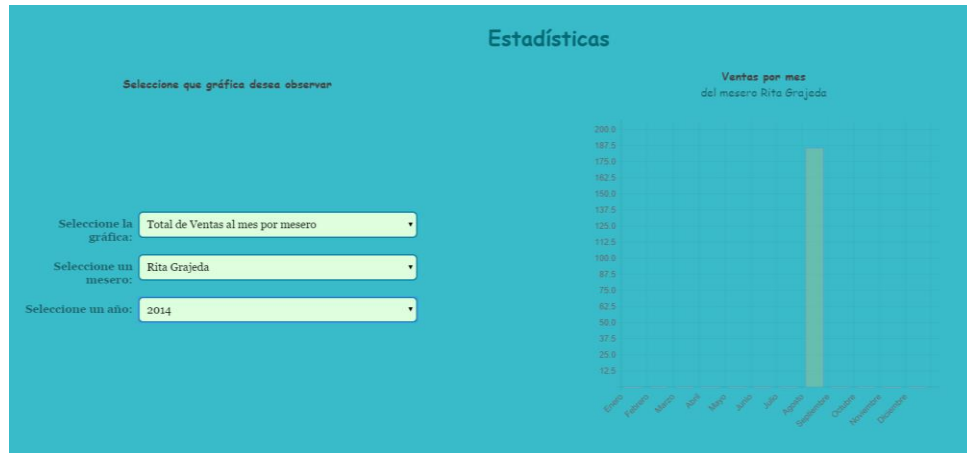 Estadísticas
Seleccione que gráfica desea observar
Seleccione la
gráfica:
Total de Ventas al mes por mesero
Seleccione un
mesero:
Rita Grajeda
Seleccione un año:
2014
Ventas por mes
del mesero Rita Grajeda
200.0
187.5
175.0
162.5
150.0
137.5
125.0
112.5
100.0
87.5
75.0
62.5
50.0
37.5
25.0
12.5
Enero
Febrero
Marzo
Abril
Mayo
Junio
Julio
Agosto
Septiembre
Octubre
Noviembre
Diciembre